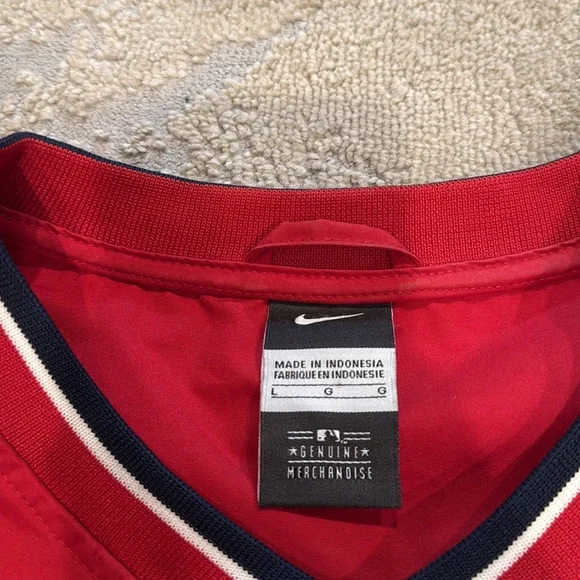 MADE IN INDONESIA
FABRIQUE EN INDONESIE
L G G
GENUINE
MERCHANDISE